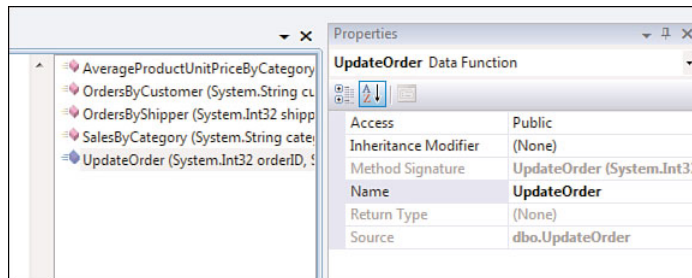 Properties
UpdateOrder Data Function
AverageProductUnitPriceByCategory
OrdersByCustomer (System.String cu
OrdersByShipper (System.Int32 shipp
SalesByCategory (System.String categ
UpdateOrder (System.Int32 orderID, S
Access Public
Inheritance Modifier (None)
Method Signature UpdateOrder (System.Int3
Name UpdateOrder
Return Type (None)
Source dbo.UpdateOrder